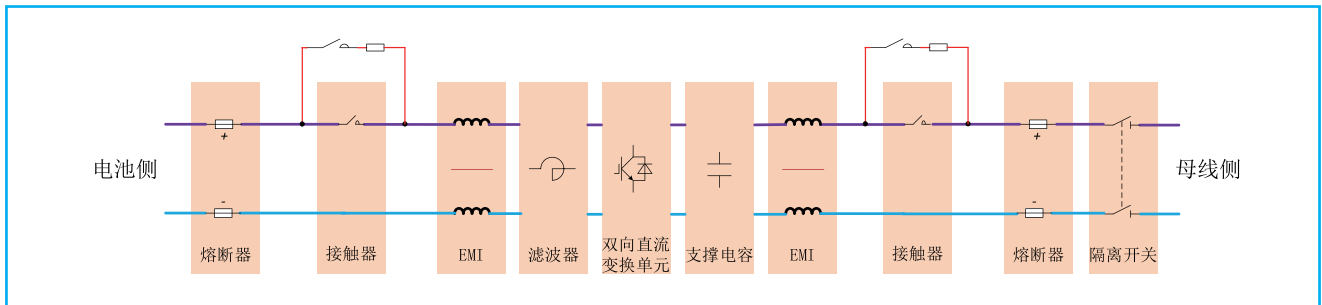 +
+
电池侧
母线侧
-
-
熔断器
接触器
EMI
滤波器
双向直流
变换单元
支撑电容
EMI
接触器
熔断器
隔离开关